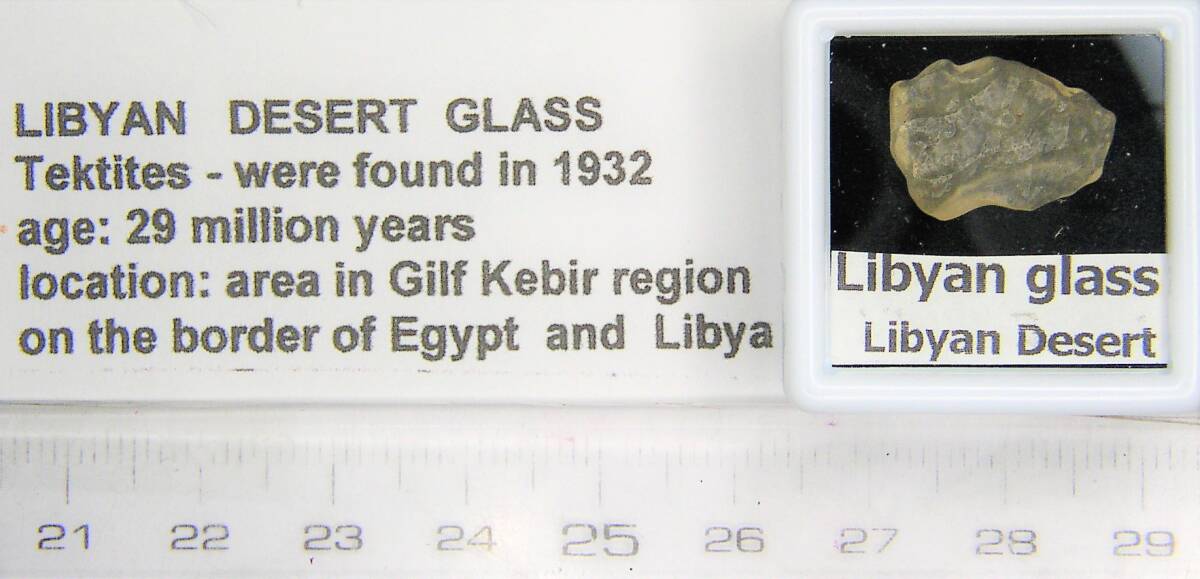 LIBYAN DESERT GLASS
Tektites - were found in 1932
age: 29 million years
location: area in Gilf Kebir region
on the border of Egypt and Libya
Libyan glass
Libyan Desert
21 22 23 24 25 26 27 28 29